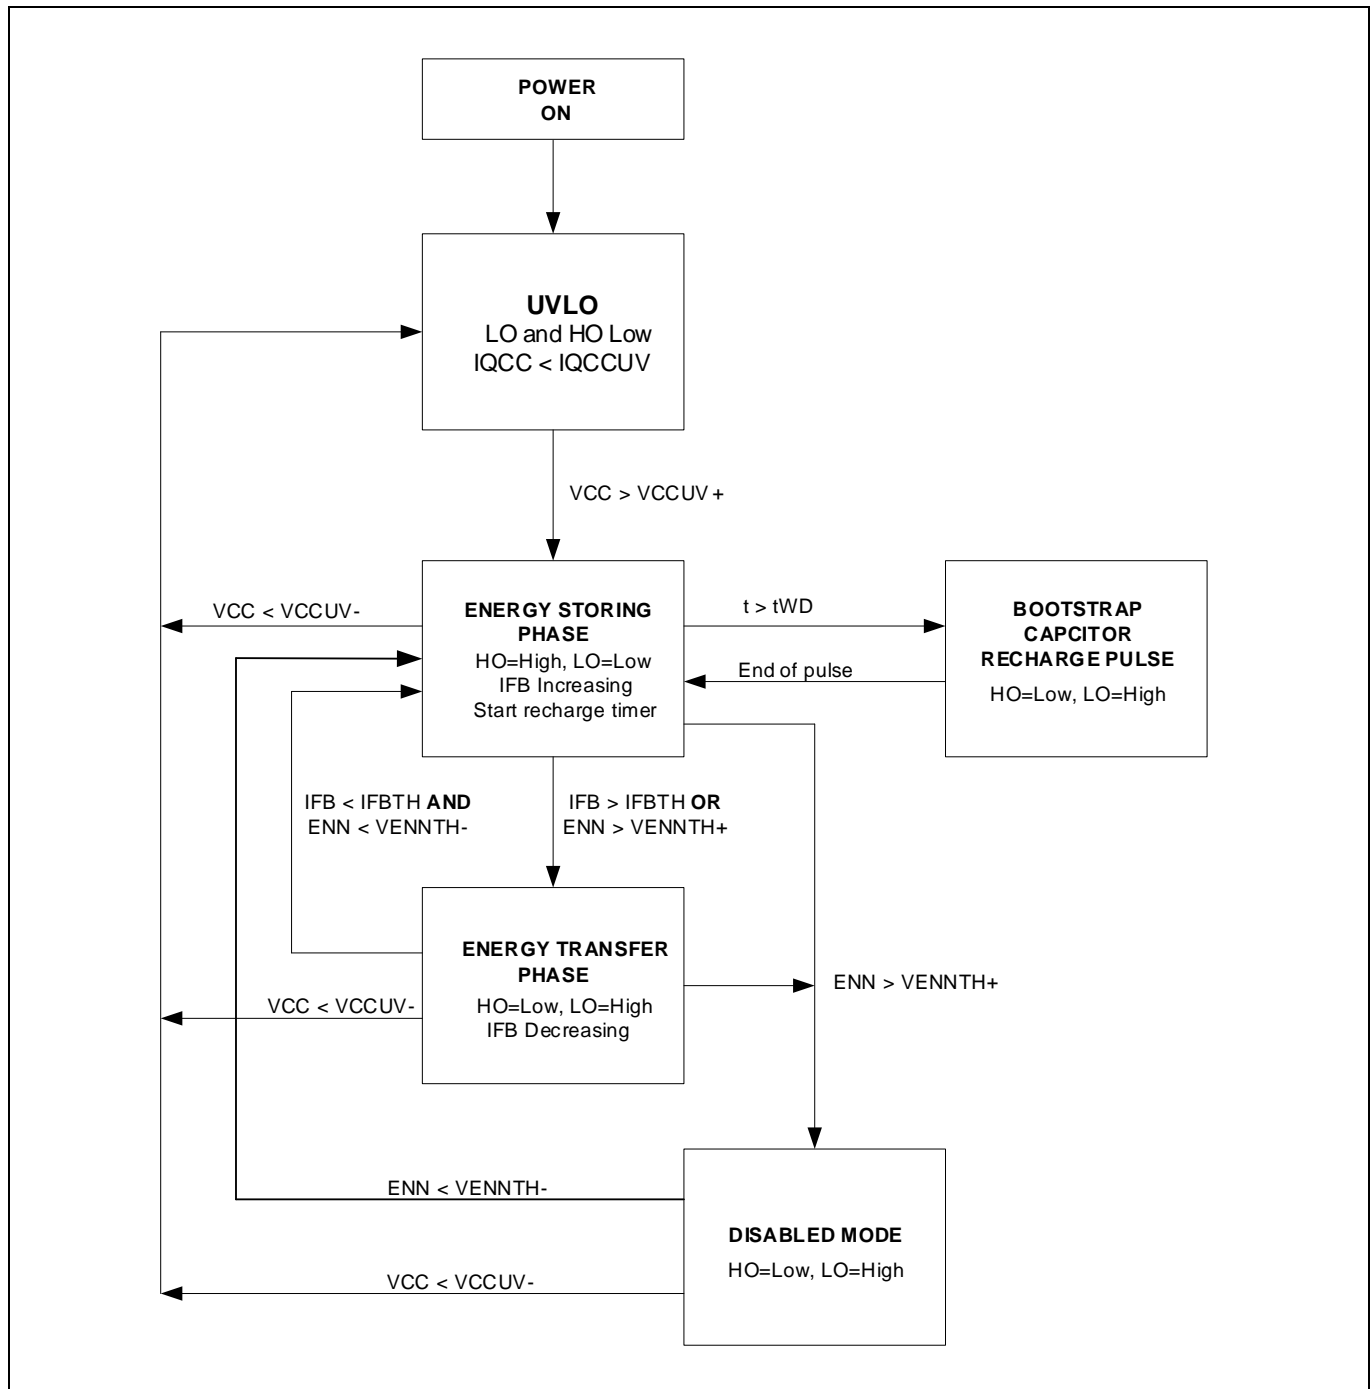 POWER
ON
UVLO
LO and HO Low
IQCC < IQCCUV
VCC > VCCUV +
VCC < VCCUV-
ENERGY STORING
PHASE
HO=High, LO=Low
IFB Increasing
Start recharge timer
t > tWD
End of pulse
BOOTSTRAP
CAPCITOR
RECHARGE PULSE
HO=Low, LO=High
IFB < IFBTH AND
ENN < VENNTH-
IFB > IFBTH OR
ENN > VENNTH+
ENERGY TRANSFER
PHASE
HO=Low, LO=High
IFB Decreasing
VCC < VCCUV-
ENN > VENNTH+
ENN < VENNTH-
DISABLED MODE
HO=Low, LO=High
VCC < VCCUV-